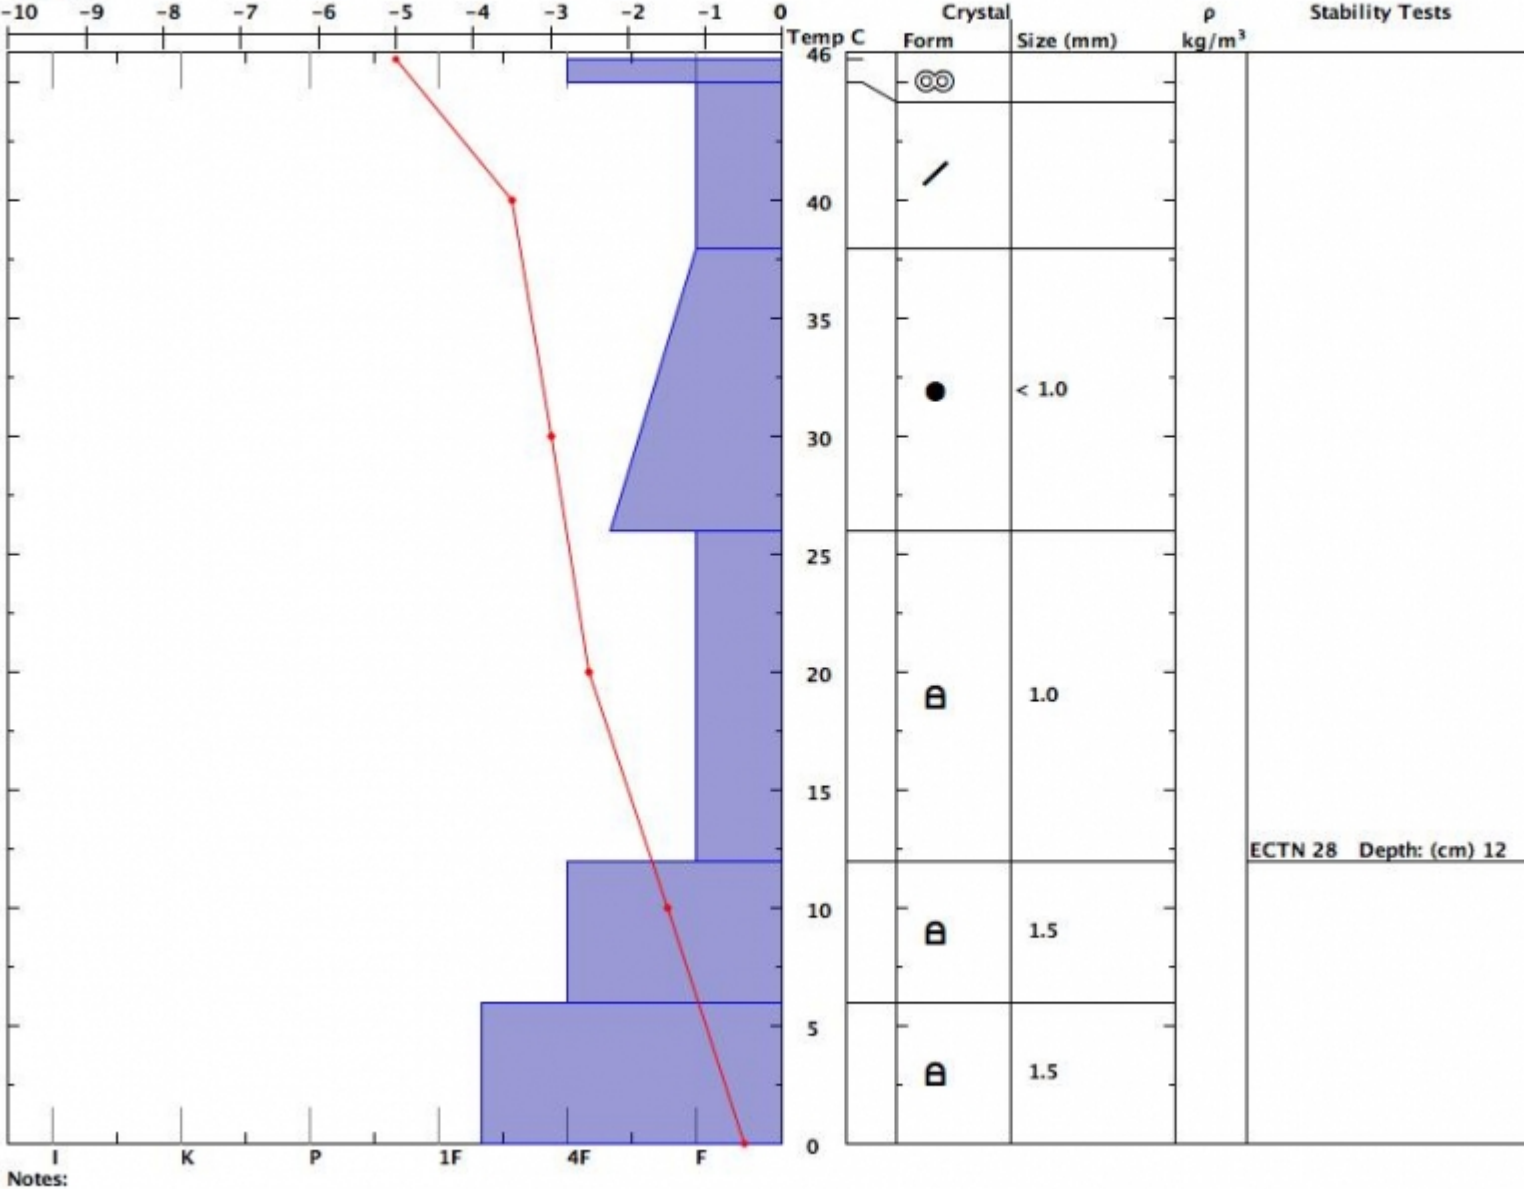 -10 -9 -8 -7 -6 -5 -4 -3 -2 -1 0 Crystal ρ Stability Tests
Temp C Form Size (mm) kg/m³
46
40
35
< 1.0
30
25
20
1.0
15
ECTN 28 Depth: (cm) 12
10
1.5
5
1.5
0
I K P 1F 4F F
Notes: